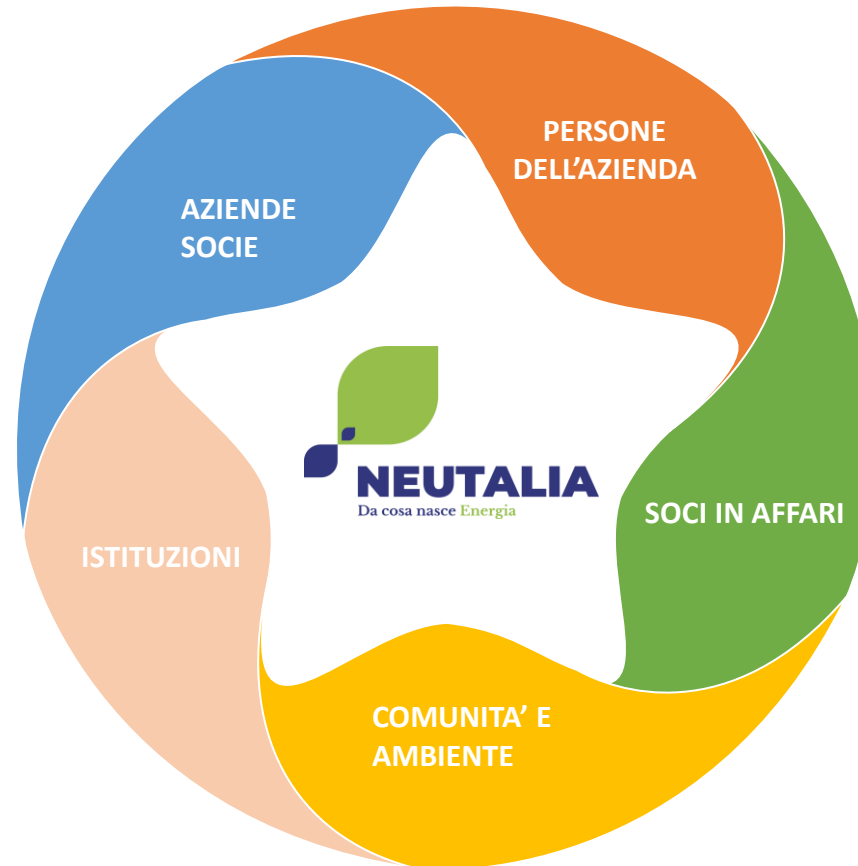 PERSONE
DELL’AZIENDA
AZIENDE
SOCIE
NEUTALIA
Da cosa nasce Energia
SOCI IN AFFARI
ISTITUZIONI
COMUNITA’ E
AMBIENTE